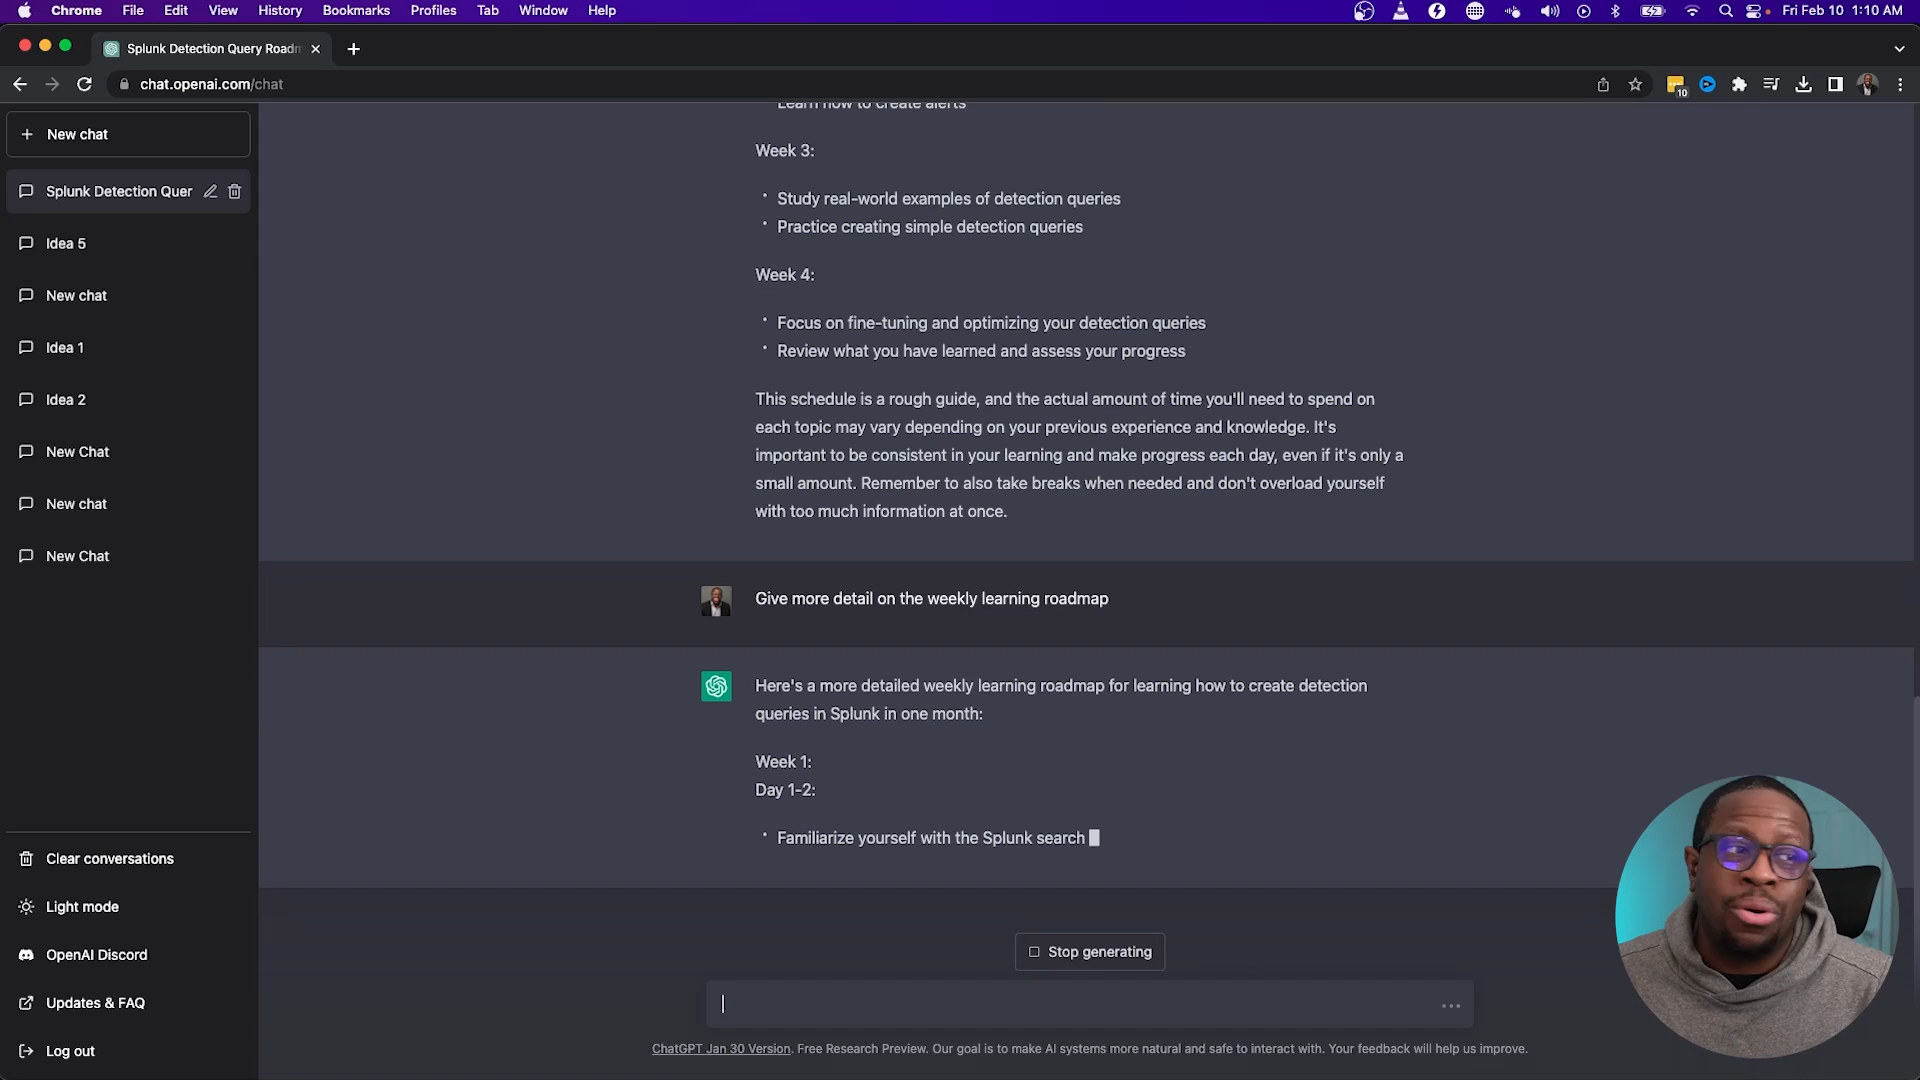 Chrome File Edit View History Bookmarks Profiles Tab Window Help Fri Feb 10 1:10 AM
Splunk Detection Query Roadm
chat.openai.com/chat
10
New chat
Splunk Detection Quer
Idea 5
New chat
Idea 1
Idea 2
New Chat
New chat
New Chat
Clear conversations
Light mode
OpenAI Discord
Updates & FAQ
Log out
Learn how to create alerts
Week 3:
Study real-world examples of detection queries
Practice creating simple detection queries
Week 4:
Focus on fine-tuning and optimizing your detection queries
Review what you have learned and assess your progress
This schedule is a rough guide, and the actual amount of time you'll need to spend on
each topic may vary depending on your previous experience and knowledge. It's
important to be consistent in your learning and make progress each day, even if it's only a
small amount. Remember to also take breaks when needed and don't overload yourself
with too much information at once.
Give more detail on the weekly learning roadmap
Here's a more detailed weekly learning roadmap for learning how to create detection
queries in Splunk in one month:
Week 1:
Day 1-2:
Familiarize yourself with the Splunk search
Stop generating
ChatGPT Jan 30 Version. Free Research Preview. Our goal is to make AI systems more natural and safe to interact with. Your feedback will help us improve.